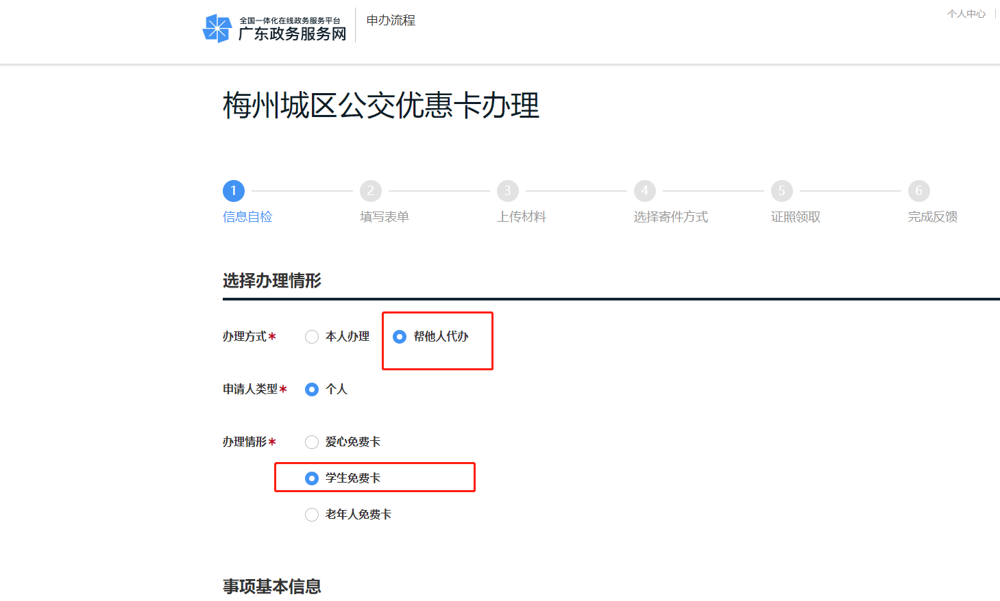 全国一体化在线政务服务平台
广东政务服务网
申办流程
个人中心
梅州城区公交优惠卡办理
1 2 3 4 5 6
信息自检 填写表单 上传材料 选择寄件方式 证照领取 完成反馈
选择办理情形
办理方式* 本人办理 帮他人代办
申请人类型* 个人
办理情形* 爱心免费卡
学生免费卡
老年人免费卡
事项基本信息